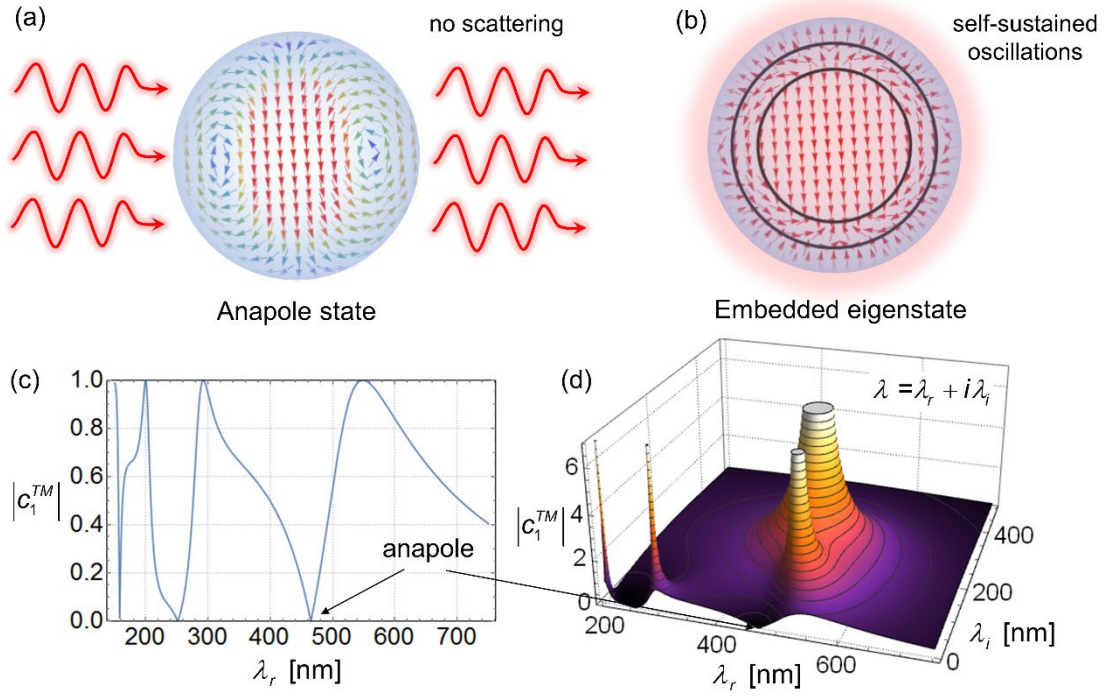 (a)
no scattering
(b)
self-sustained
oscillations
Anapole state
Embedded eigenstate
(c)
1.0
0.8
0.6
0.4
0.2
0.0
|c₁ᵀᴹ|
200 300 400 500 600 700
λᵣ [nm]
anapole
(d)
λ = λᵣ + iλᵢ
6
4
2
0
|c₁ᵀᴹ|
200
400
600
λᵣ [nm]
0
200
400
λᵢ [nm]